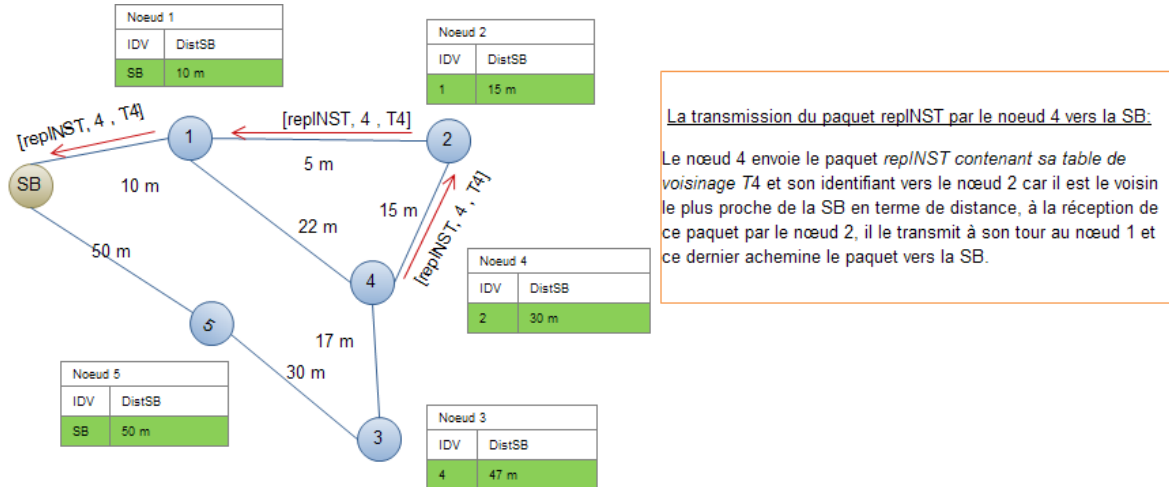 Noeud 1
IDV DistSB
SB 10 m
Noeud 2
IDV DistSB
1 15 m
[repINST, 4 , T4]
[repINST, 4 , T4]
1
2
5 m
SB
10 m
15 m
[repINST, 4 , T4]
22 m
50 m
4
Noeud 4
IDV DistSB
2 30 m
5
17 m
30 m
Noeud 5
IDV DistSB
SB 50 m
3
Noeud 3
IDV DistSB
4 47 m
La transmission du paquet repINST par le noeud 4 vers la SB:
Le nœud 4 envoie le paquet repINST contenant sa table de
voisinage T4 et son identifiant vers le nœud 2 car il est le voisin
le plus proche de la SB en terme de distance, à la réception de
ce paquet par le nœud 2, il le transmit à son tour au nœud 1 et
ce dernier achemine le paquet vers la SB.